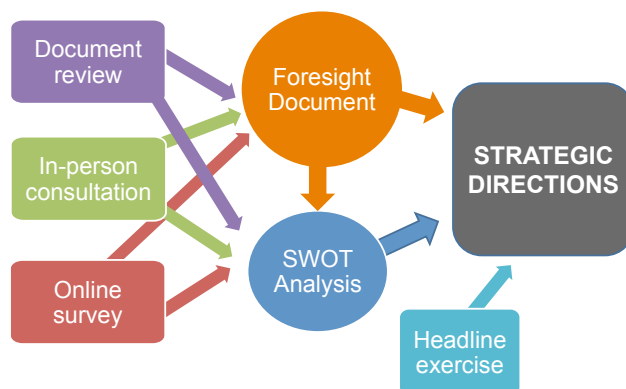 Document
review
Foresight
Document
In-person
consultation
STRATEGIC
DIRECTIONS
SWOT
Analysis
Online
survey
Headline
exercise